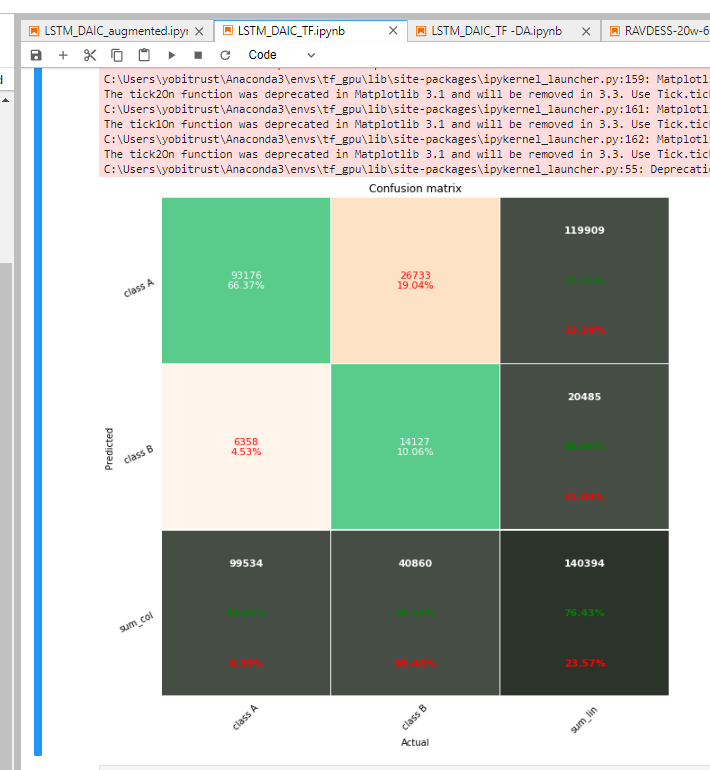 LSTM_DAIC_augmented.ipyr
LSTM_DAIC_TF.ipynb
LSTM_DAIC_TF -DA.ipynb
RAVDESS-20w-6
Code
C:\Users\yobitrust\Anaconda3\envs\tf_gpu\lib\site-packages\ipykernel_launcher.py:159: Matplotl
The tick2On function was deprecated in Matplotlib 3.1 and will be removed in 3.3. Use Tick.tic
C:\Users\yobitrust\Anaconda3\envs\tf_gpu\lib\site-packages\ipykernel_launcher.py:161: Matplotl
The tick1On function was deprecated in Matplotlib 3.1 and will be removed in 3.3. Use Tick.tic
C:\Users\yobitrust\Anaconda3\envs\tf_gpu\lib\site-packages\ipykernel_launcher.py:162: Matplotl
The tick2On function was deprecated in Matplotlib 3.1 and will be removed in 3.3. Use Tick.tic
C:\Users\yobitrust\Anaconda3\envs\tf_gpu\lib\site-packages\ipykernel_launcher.py:55: Deprecati
Confusion matrix
class A
93176
66.37%
26733
19.04%
119909
22.29%
Predicted
class B
6358
4.53%
14127
10.06%
20485
31.04%
sum_col
99534
6.39%
40860
65.43%
140394
76.43%
23.57%
class A
class B
sum_lin
Actual